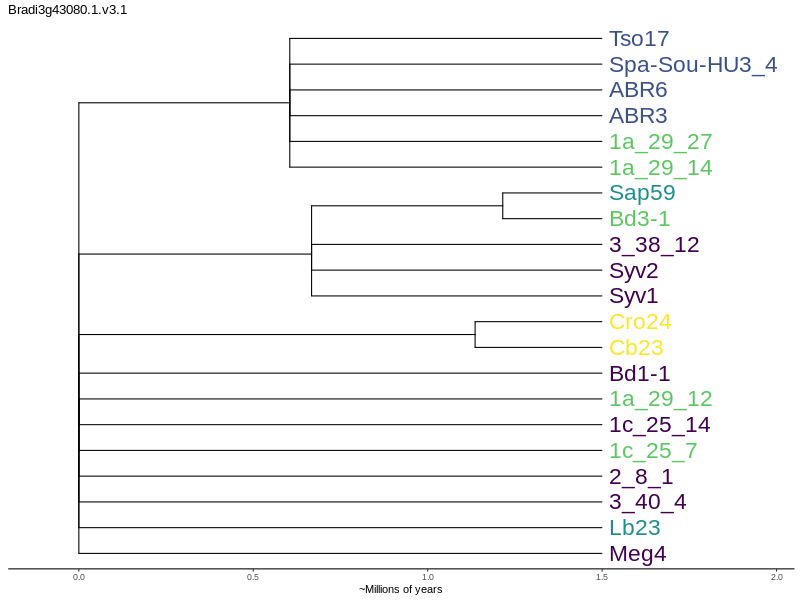 Bradi3g43080.1.v3.1
Tso17
Spa-Sou-HU3_4
ABR6
ABR3
1a_29_27
1a_29_14
Sap59
Bd3-1
3_38_12
Syv2
Syv1
Cro24
Cb23
Bd1-1
1a_29_12
1c_25_14
1c_25_7
2_8_1
3_40_4
Lb23
Meg4
0.0 0.5 1.0 1.5 2.0
~Millions of years